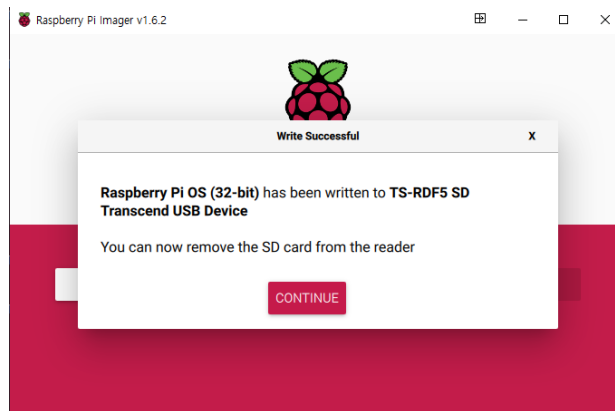 Raspberry Pi Imager v1.6.2
Write Successful
X
Raspberry Pi OS (32-bit) has been written to TS-RDF5 SD
Transcend USB Device
You can now remove the SD card from the reader
CONTINUE